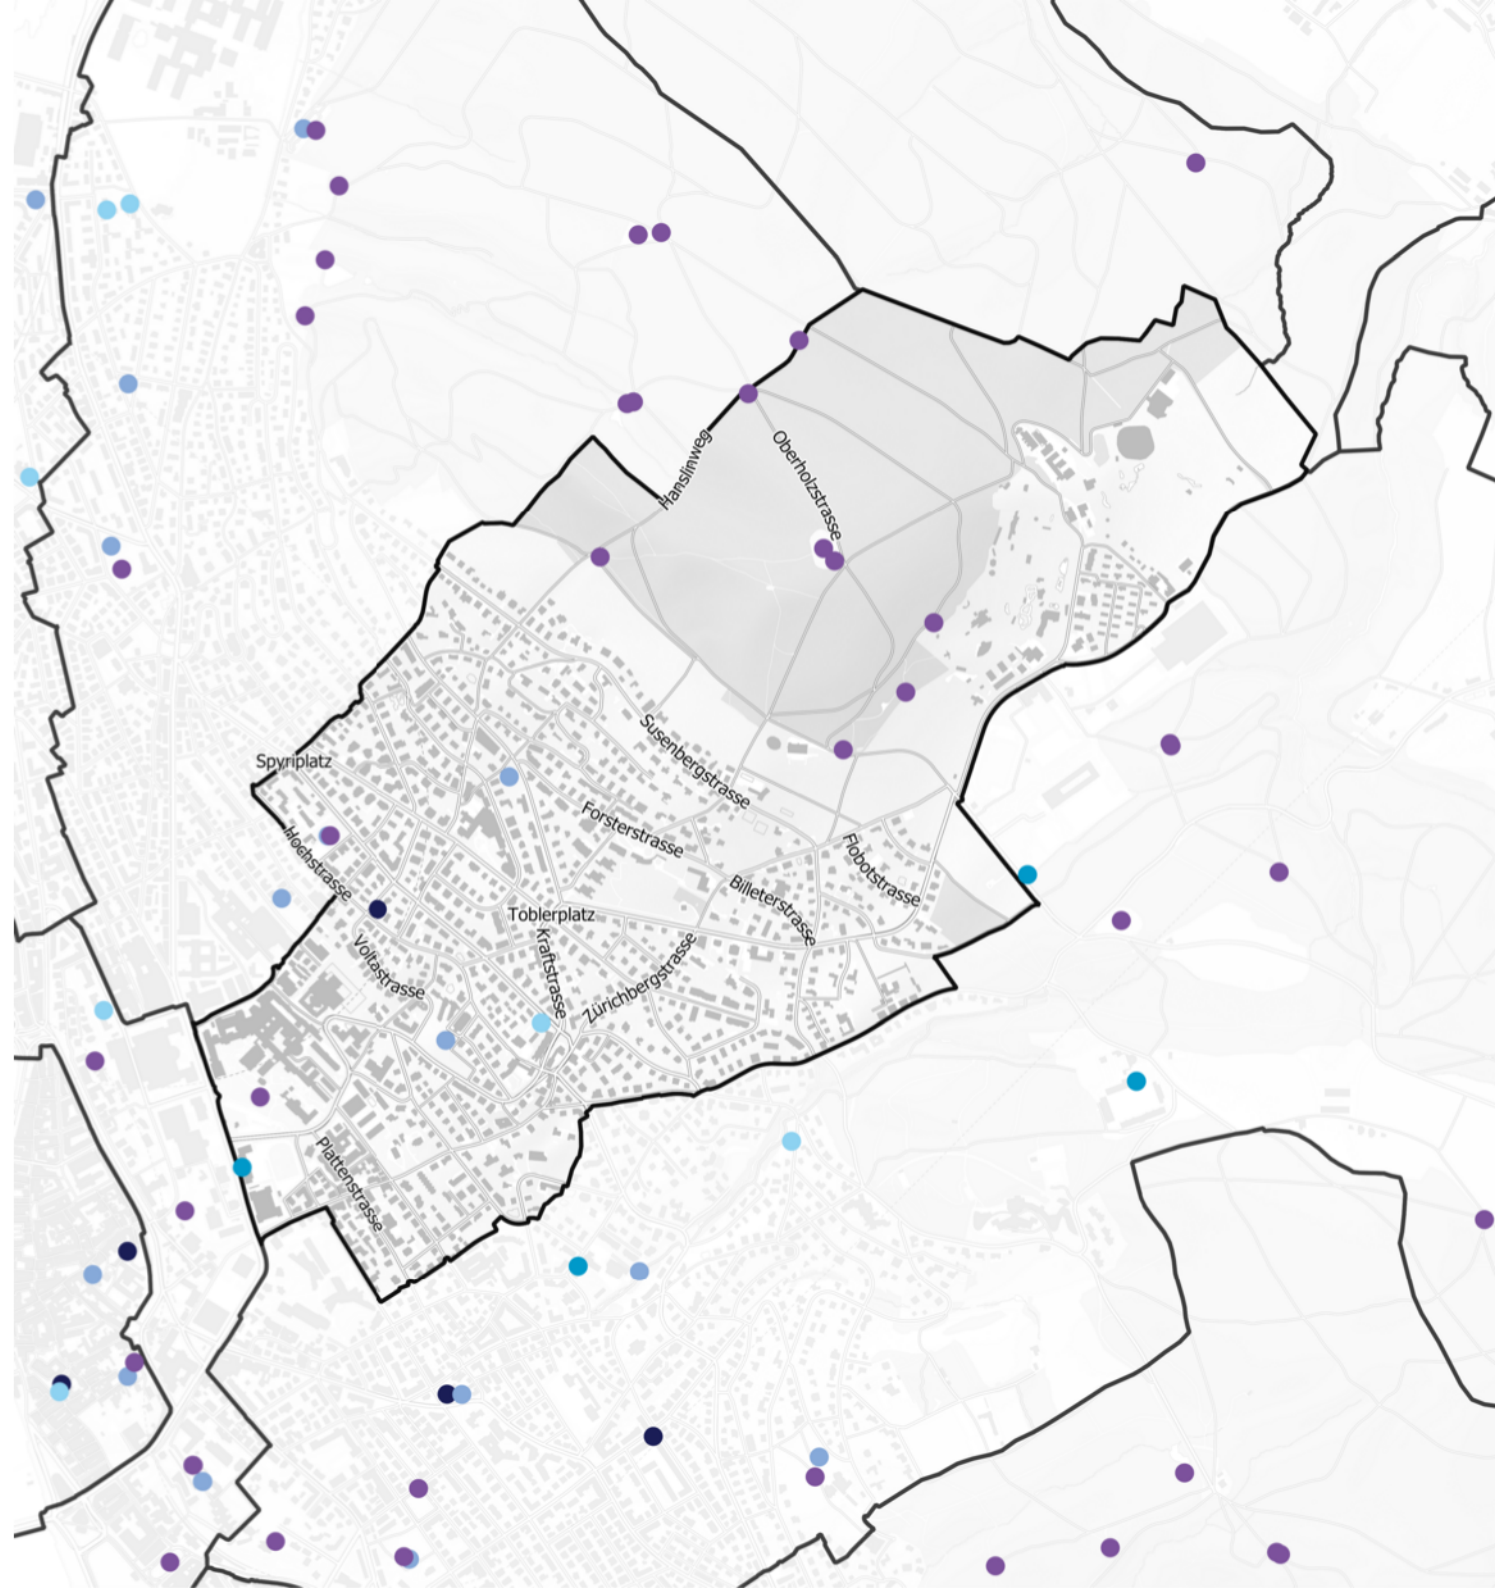 Hanslinweg
Oberholzstrasse
Susenbergstrasse
Spyriplatz
Forsterstrasse
Hochstrasse
Flobotstrasse
Billeterstrasse
Toblerplatz
Voltastrasse
Kraftstrasse
Zürichbergstrasse
Plattenstrasse